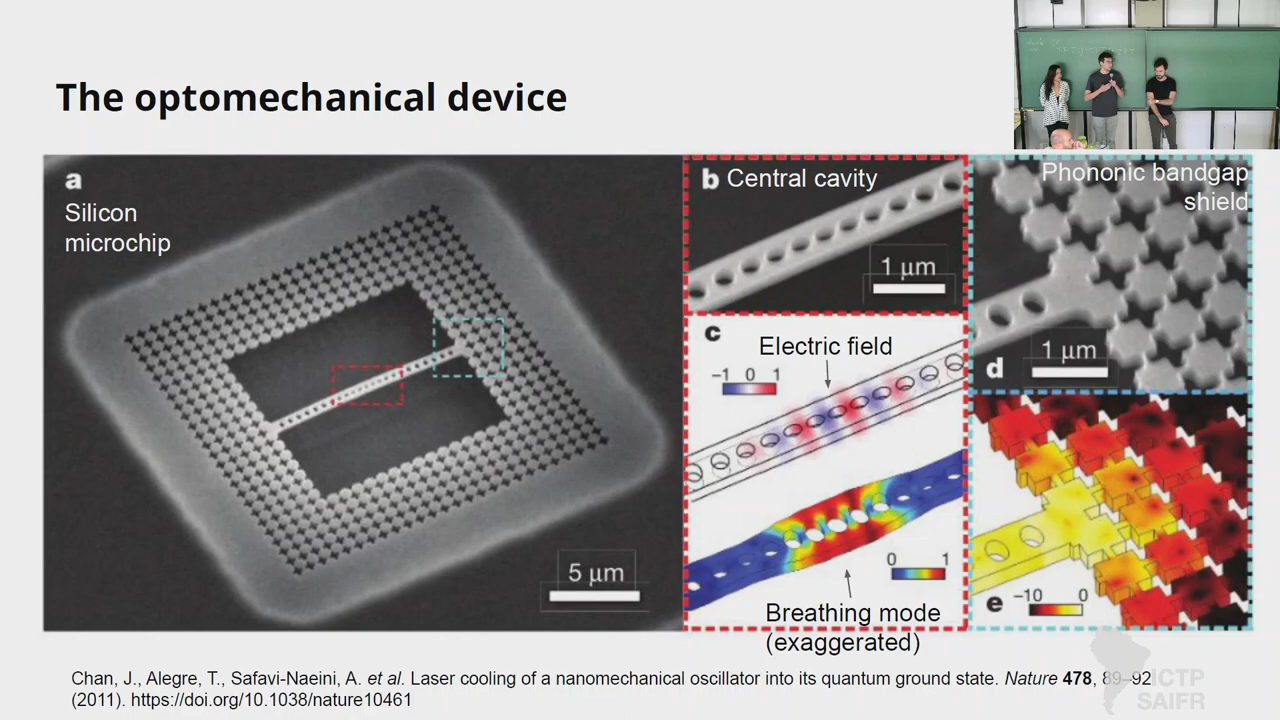 The optomechanical device
a
Silicon
microchip
5 μm
b Central cavity
1 μm
c
Electric field
−1 0 1
0 1
Breathing mode
(exaggerated)
Phononic bandgap
shield
1 μm
d
e
−10 0
Chan, J., Alegre, T., Safavi-Naeini, A. et al. Laser cooling of a nanomechanical oscillator into its quantum ground state. Nature 478, 89–92
(2011). https://doi.org/10.1038/nature10461
ICTP
SAIFR